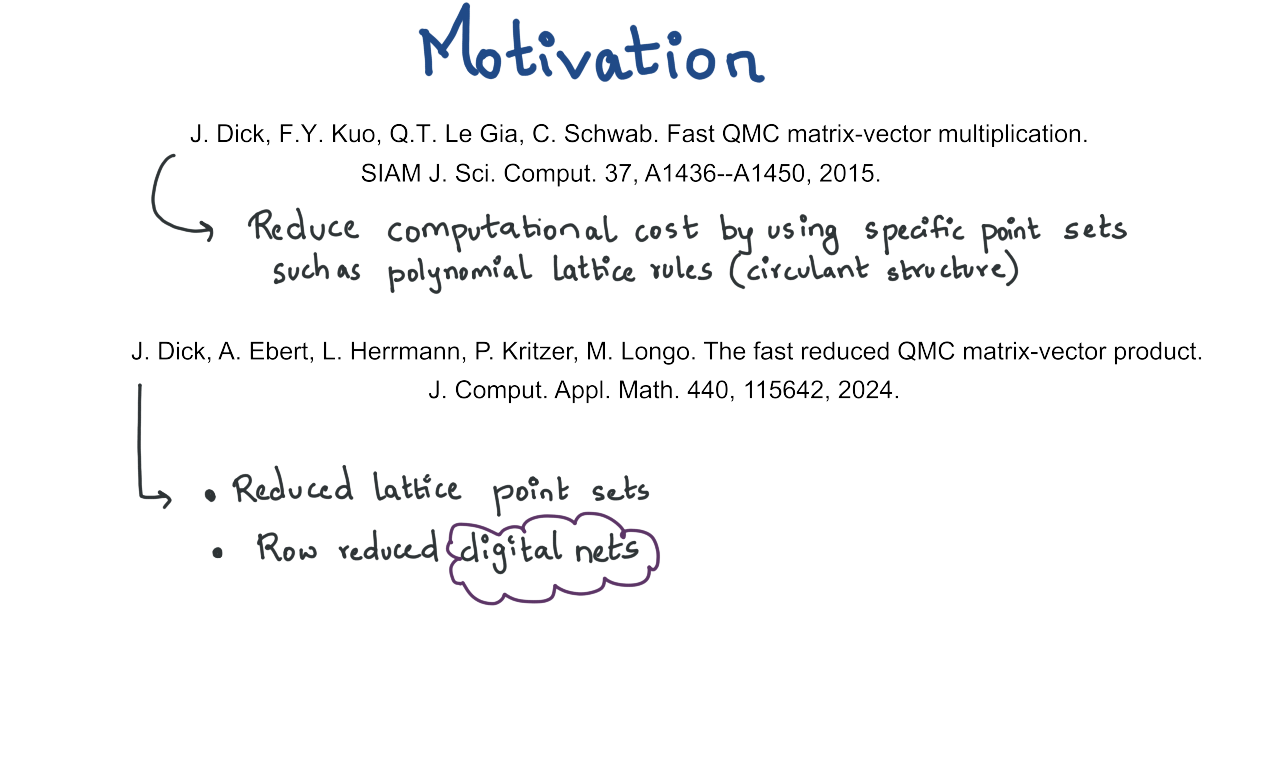 Motivation
J. Dick, F.Y. Kuo, Q.T. Le Gia, C. Schwab. Fast QMC matrix-vector multiplication.
SIAM J. Sci. Comput. 37, A1436--A1450, 2015.
Reduce computational cost by using specific point sets
such as polynomial lattice rules (circulant structure)
J. Dick, A. Ebert, L. Herrmann, P. Kritzer, M. Longo. The fast reduced QMC matrix-vector product.
J. Comput. Appl. Math. 440, 115642, 2024.
• Reduced lattice point sets
• Row reduced digital nets